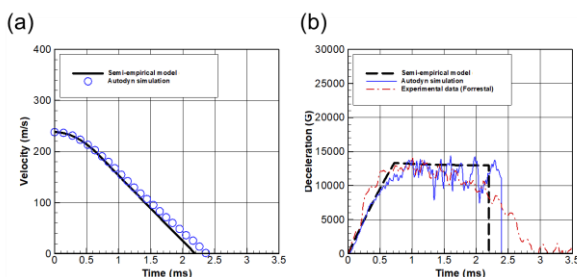 (a)
400
300
200
100
0
Velocity (m/s)
Semi-empirical model
Autodyn simulation
0 0.5 1 1.5 2 2.5 3 3.5
Time (ms)
(b)
30000
25000
20000
15000
10000
5000
0
Deceleration (G)
Semi-empirical model
Autodyn simulation
Experimental data (Forrestal)
0 0.5 1 1.5 2 2.5 3 3.5
Time (ms)